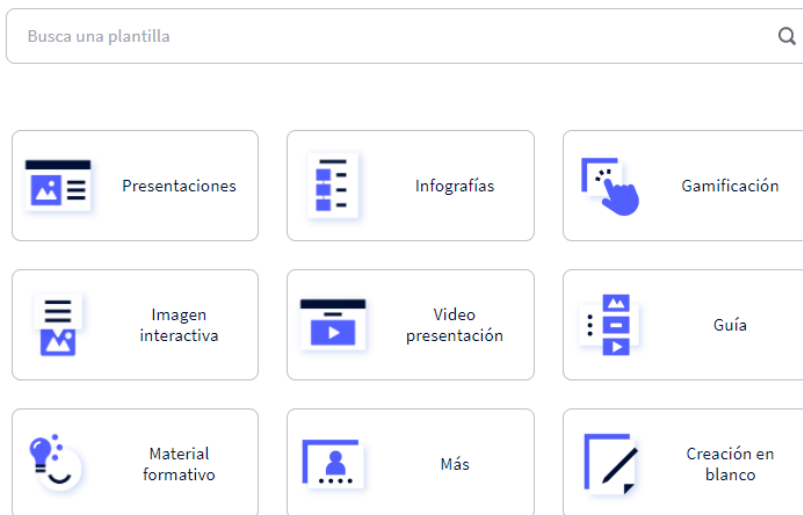 Busca una plantilla
Presentaciones
Infografías
Gamificación
Imagen
interactiva
Video
presentación
Guía
Material
formativo
Más
Creación en
blanco